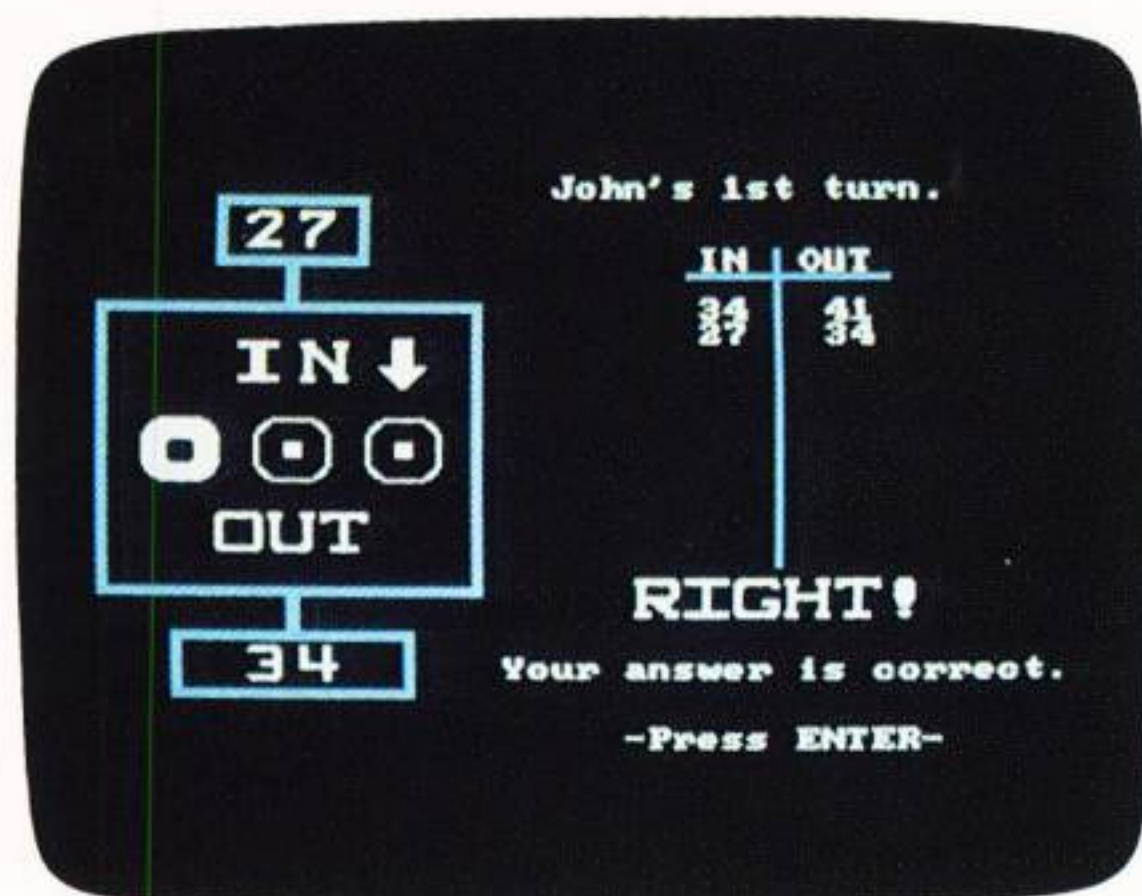 27
IN
OUT
34
John's 1st turn.
IN OUT
34 41
27 34
RIGHT!
Your answer is correct.
-Press ENTER-